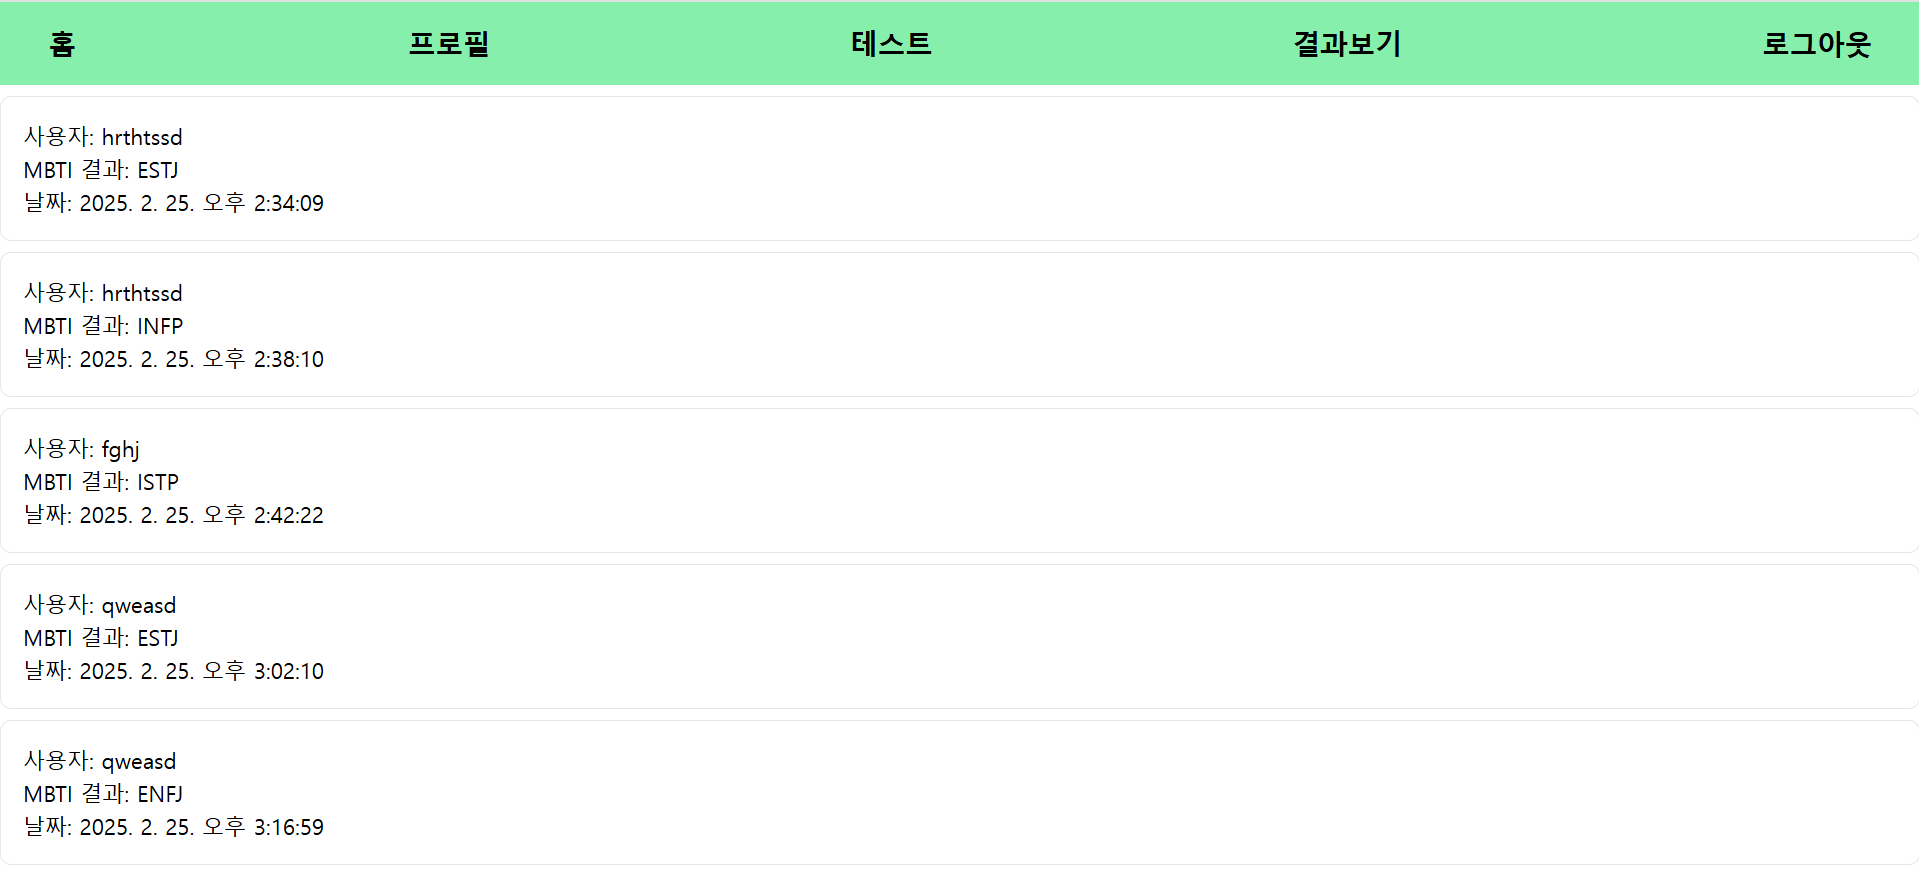 홈 프로필 테스트 결과보기 로그아웃
사용자: hrthtssd
MBTI 결과: ESTJ
날짜: 2025. 2. 25. 오후 2:34:09
사용자: hrthtssd
MBTI 결과: INFP
날짜: 2025. 2. 25. 오후 2:38:10
사용자: fghj
MBTI 결과: ISTP
날짜: 2025. 2. 25. 오후 2:42:22
사용자: qweasd
MBTI 결과: ESTJ
날짜: 2025. 2. 25. 오후 3:02:10
사용자: qweasd
MBTI 결과: ENFJ
날짜: 2025. 2. 25. 오후 3:16:59